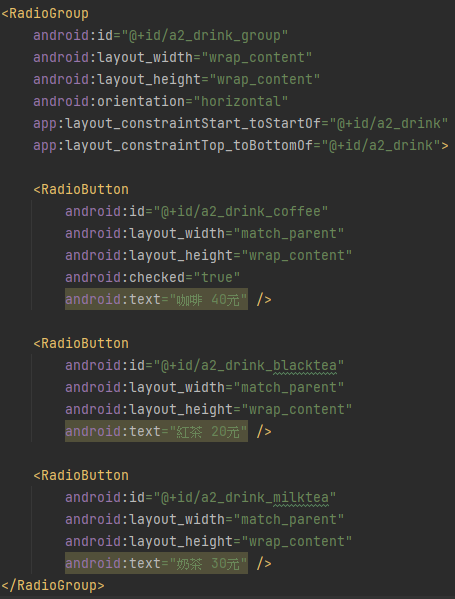 <RadioGroup
    android:id="@+id/a2_drink_group"
    android:layout_width="wrap_content"
    android:layout_height="wrap_content"
    android:orientation="horizontal"
    app:layout_constraintStart_toStartOf="@+id/a2_drink"
    app:layout_constraintTop_toBottomOf="@+id/a2_drink">

    <RadioButton
        android:id="@+id/a2_drink_coffee"
        android:layout_width="match_parent"
        android:layout_height="wrap_content"
        android:checked="true"
        android:text="咖啡 40元" />

    <RadioButton
        android:id="@+id/a2_drink_blacktea"
        android:layout_width="match_parent"
        android:layout_height="wrap_content"
        android:text="紅茶 20元" />

    <RadioButton
        android:id="@+id/a2_drink_milktea"
        android:layout_width="match_parent"
        android:layout_height="wrap_content"
        android:text="奶茶 30元" />
</RadioGroup>